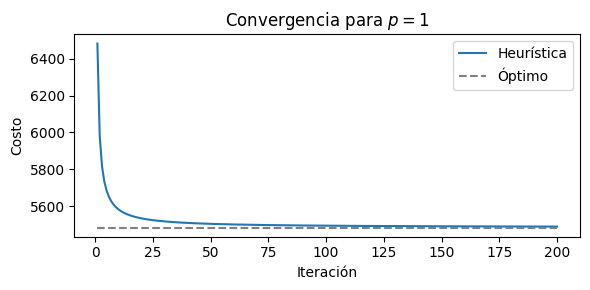 Convergencia para p = 1
Costo
6400
6200
6000
5800
5600
Heurística
Óptimo
0 25 50 75 100 125 150 175 200
Iteración